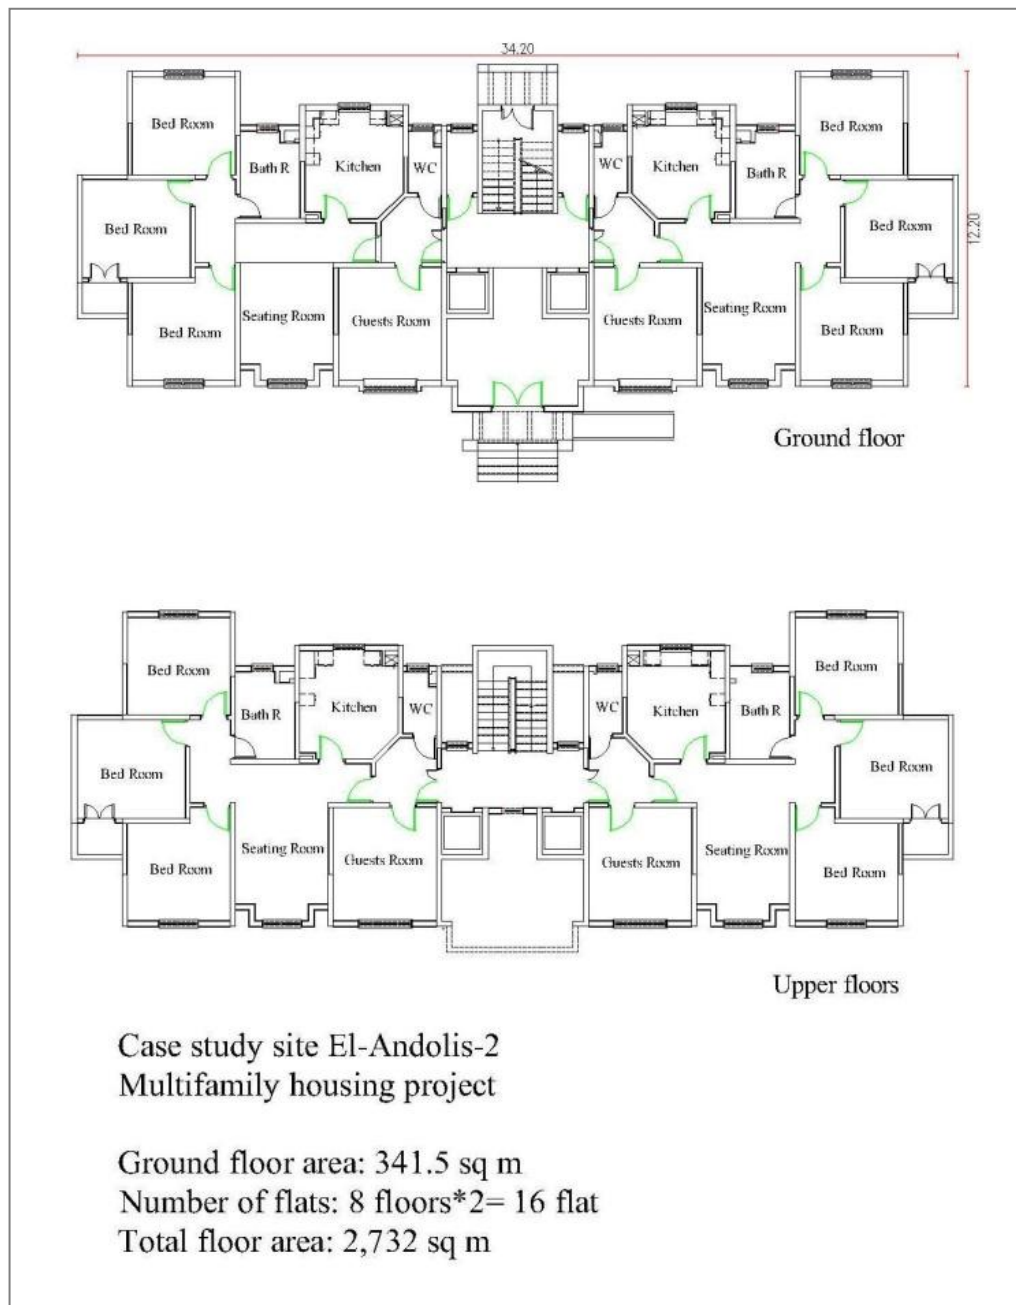 34.20
Bed Room
Bed Room
Bath R
Kitchen
WC
WC
Kitchen
Bath R
Bed Room
Bed Room
12.20
Bed Room
Seating Room
Guests Room
Guests Room
Seating Room
Bed Room
Ground floor
Bed Room
Bed Room
Bath R
Kitchen
WC
WC
Kitchen
Bath R
Bed Room
Bed Room
Seating Room
Guests Room
Guests Room
Seating Room
Bed Room
Bed Room
Upper floors
Case study site El-Andolis-2
Multifamily housing project
Ground floor area: 341.5 sq m
Number of flats: 8 floors*2= 16 flat
Total floor area: 2,732 sq m